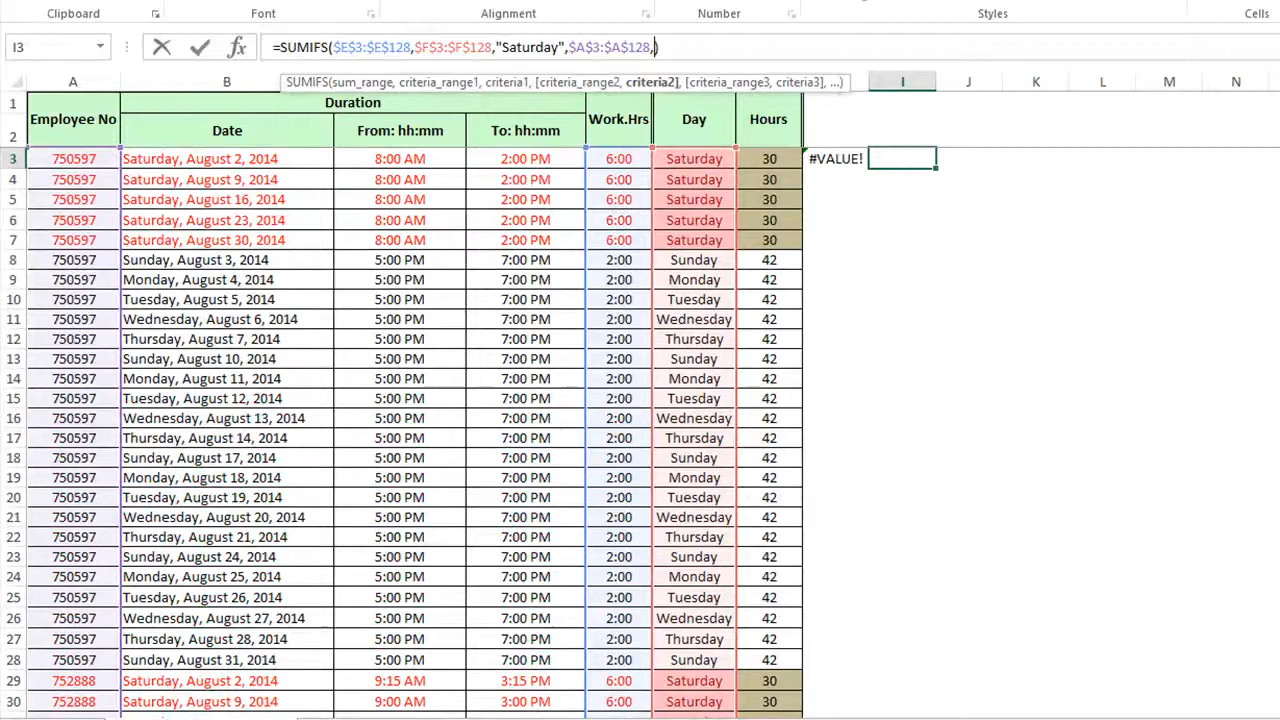 Clipboard Font Alignment Number Styles Cells
I3 fx =SUMIFS($E$3:$E$128,$F$3:$F$128,"Saturday",$A$3:$A$128,)
SUMIFS(sum_range, criteria_range1, criteria1, [criteria_range2, criteria2], [criteria_range3, criteria3], ...)
A B I J K L M N
1 Employee No Duration Work.Hrs Day Hours
2 Date From: hh:mm To: hh:mm
3 750597 Saturday, August 2, 2014 8:00 AM 2:00 PM 6:00 Saturday 30 #VALUE!
4 750597 Saturday, August 9, 2014 8:00 AM 2:00 PM 6:00 Saturday 30
5 750597 Saturday, August 16, 2014 8:00 AM 2:00 PM 6:00 Saturday 30
6 750597 Saturday, August 23, 2014 8:00 AM 2:00 PM 6:00 Saturday 30
7 750597 Saturday, August 30, 2014 8:00 AM 2:00 PM 6:00 Saturday 30
8 750597 Sunday, August 3, 2014 5:00 PM 7:00 PM 2:00 Sunday 42
9 750597 Monday, August 4, 2014 5:00 PM 7:00 PM 2:00 Monday 42
10 750597 Tuesday, August 5, 2014 5:00 PM 7:00 PM 2:00 Tuesday 42
11 750597 Wednesday, August 6, 2014 5:00 PM 7:00 PM 2:00 Wednesday 42
12 750597 Thursday, August 7, 2014 5:00 PM 7:00 PM 2:00 Thursday 42
13 750597 Sunday, August 10, 2014 5:00 PM 7:00 PM 2:00 Sunday 42
14 750597 Monday, August 11, 2014 5:00 PM 7:00 PM 2:00 Monday 42
15 750597 Tuesday, August 12, 2014 5:00 PM 7:00 PM 2:00 Tuesday 42
16 750597 Wednesday, August 13, 2014 5:00 PM 7:00 PM 2:00 Wednesday 42
17 750597 Thursday, August 14, 2014 5:00 PM 7:00 PM 2:00 Thursday 42
18 750597 Sunday, August 17, 2014 5:00 PM 7:00 PM 2:00 Sunday 42
19 750597 Monday, August 18, 2014 5:00 PM 7:00 PM 2:00 Monday 42
20 750597 Tuesday, August 19, 2014 5:00 PM 7:00 PM 2:00 Tuesday 42
21 750597 Wednesday, August 20, 2014 5:00 PM 7:00 PM 2:00 Wednesday 42
22 750597 Thursday, August 21, 2014 5:00 PM 7:00 PM 2:00 Thursday 42
23 750597 Sunday, August 24, 2014 5:00 PM 7:00 PM 2:00 Sunday 42
24 750597 Monday, August 25, 2014 5:00 PM 7:00 PM 2:00 Monday 42
25 750597 Tuesday, August 26, 2014 5:00 PM 7:00 PM 2:00 Tuesday 42
26 750597 Wednesday, August 27, 2014 5:00 PM 7:00 PM 2:00 Wednesday 42
27 750597 Thursday, August 28, 2014 5:00 PM 7:00 PM 2:00 Thursday 42
28 750597 Sunday, August 31, 2014 5:00 PM 7:00 PM 2:00 Sunday 42
29 752888 Saturday, August 2, 2014 9:15 AM 3:15 PM 6:00 Saturday 30
30 752888 Saturday, August 9, 2014 9:00 AM 3:00 PM 6:00 Saturday 30